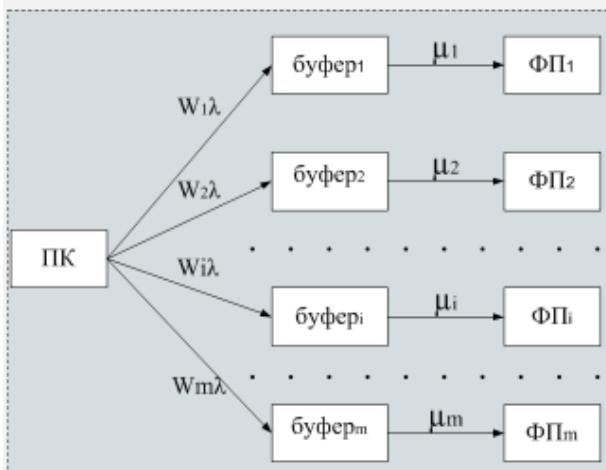 буфер₁ μ₁ ФП₁
W₁λ
буфер₂ μ₂ ФП₂
W₂λ
ПК
Wᵢλ
буферᵢ μᵢ ФПᵢ
Wmλ
буферₘ μm ФПₘ